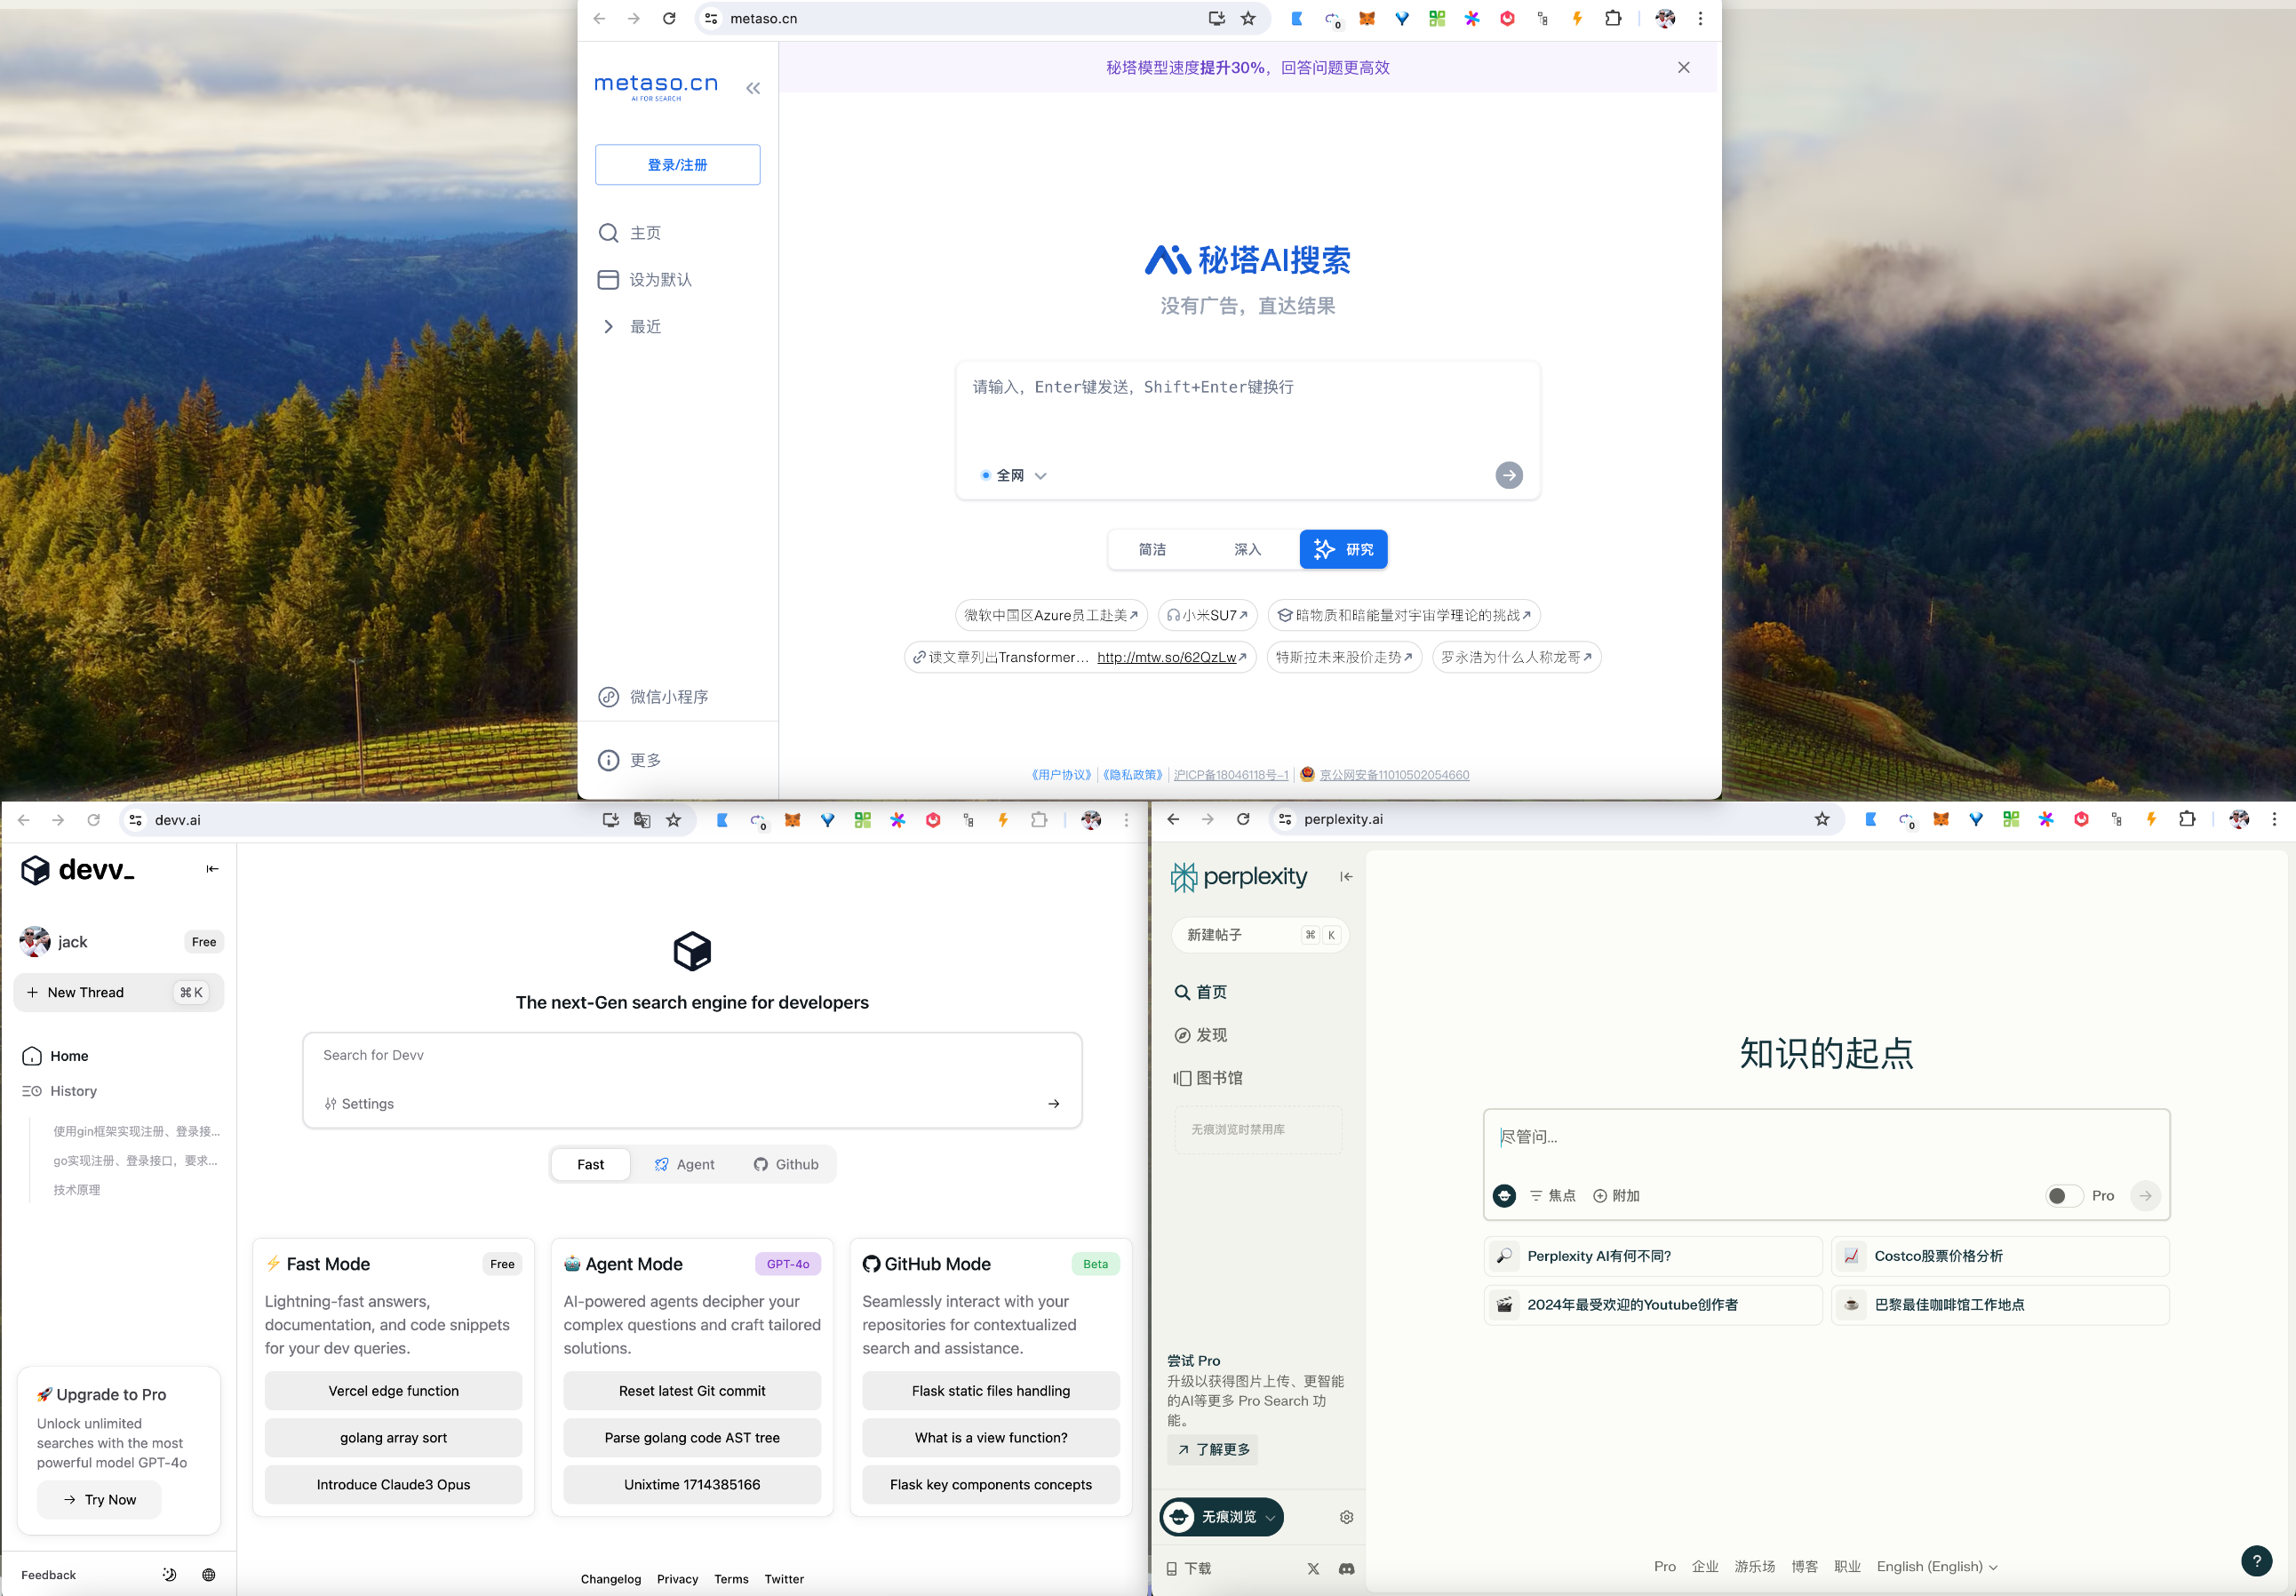 metaso.cn
metaso.cn
AI FOR SEARCH
登录/注册
主页
设为默认
最近
微信小程序
更多
秘塔模型速度提升30%，回答问题更高效
秘塔AI搜索
没有广告，直达结果
请输入，Enter键发送，Shift+Enter键换行
全网
简洁 深入 研究
微软中国区Azure员工赴美 小米SU7 暗物质和暗能量对宇宙学理论的挑战
读文章列出Transformer... http://mtw.so/62QzLw 特斯拉未来股价走势 罗永浩为什么人称龙哥
《用户协议》 | 《隐私政策》 | 沪ICP备18046118号-1 | 京公网安备11010502054660
devv.ai
devv_
jack Free
+ New Thread ⌘ K
Home
History
使用gin框架实现注册、登录接...
go实现注册、登录接口，要求...
技术原理
🚀 Upgrade to Pro
Unlock unlimited
searches with the most
powerful model GPT-4o
→ Try Now
Feedback
The next-Gen search engine for developers
Search for Devv
Settings
Fast Agent Github
⚡ Fast Mode Free
Lightning-fast answers,
documentation, and code snippets
for your dev queries.
Vercel edge function
golang array sort
Introduce Claude3 Opus
🤖 Agent Mode GPT-4o
AI-powered agents decipher your
complex questions and craft tailored
solutions.
Reset latest Git commit
Parse golang code AST tree
Unixtime 1714385166
GitHub Mode Beta
Seamlessly interact with your
repositories for contextualized
search and assistance.
Flask static files handling
What is a view function?
Flask key components concepts
Changelog Privacy Terms Twitter
perplexity.ai
perplexity
新建帖子 ⌘ K
首页
发现
图书馆
无痕浏览时禁用库
尝试 Pro
升级以获得图片上传、更智能
的AI等更多 Pro Search 功
能。
了解更多
无痕浏览
下载
知识的起点
尽管问...
焦点 附加 Pro
Perplexity AI有何不同?
Costco股票价格分析
2024年最受欢迎的Youtube创作者
巴黎最佳咖啡馆工作地点
Pro 企业 游乐场 博客 职业 English (English)
?